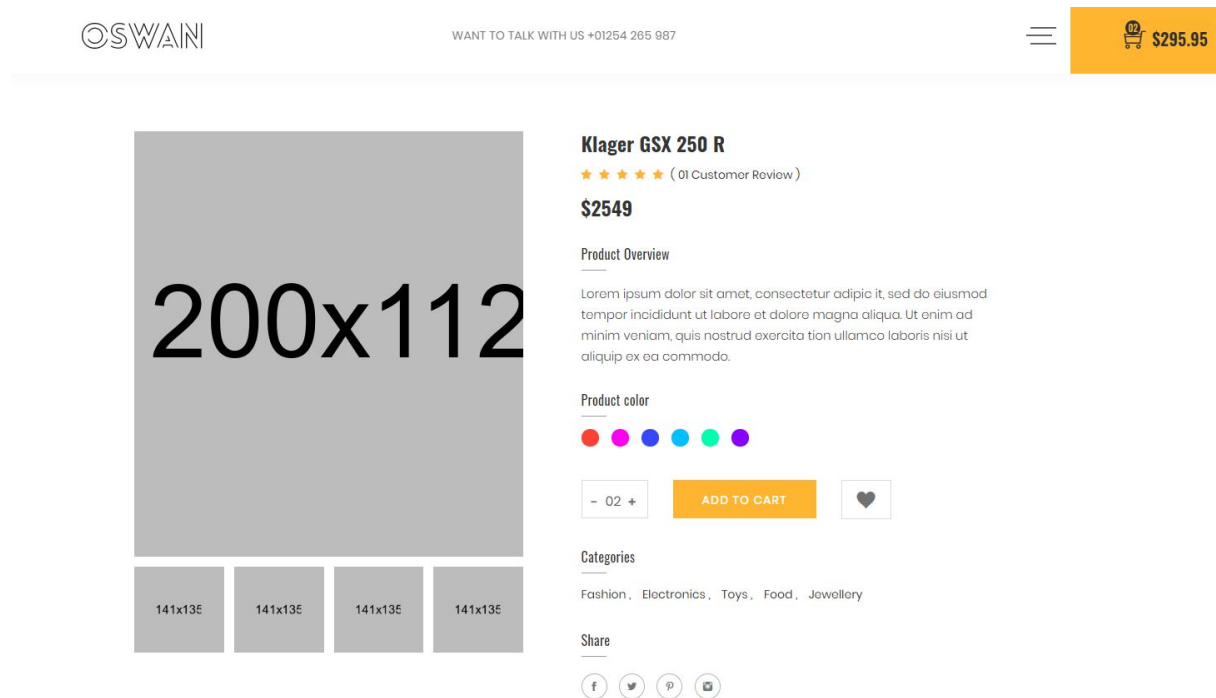 OSWAN
WANT TO TALK WITH US +01254 265 987
02
$295.95
200x112
Klager GSX 250 R
( 01 Customer Review )
$2549
Product Overview
Lorem ipsum dolor sit amet, consectetur adipic it, sed do eiusmod
tempor incididunt ut labore et dolore magna aliqua. Ut enim ad
minim veniam, quis nostrud exercita tion ullamco laboris nisi ut
aliquip ex ea commodo.
Product color
- 02 +
ADD TO CART
Categories
Fashion , Electronics , Toys , Food , Jewellery
Share
141x135
141x135
141x135
141x135